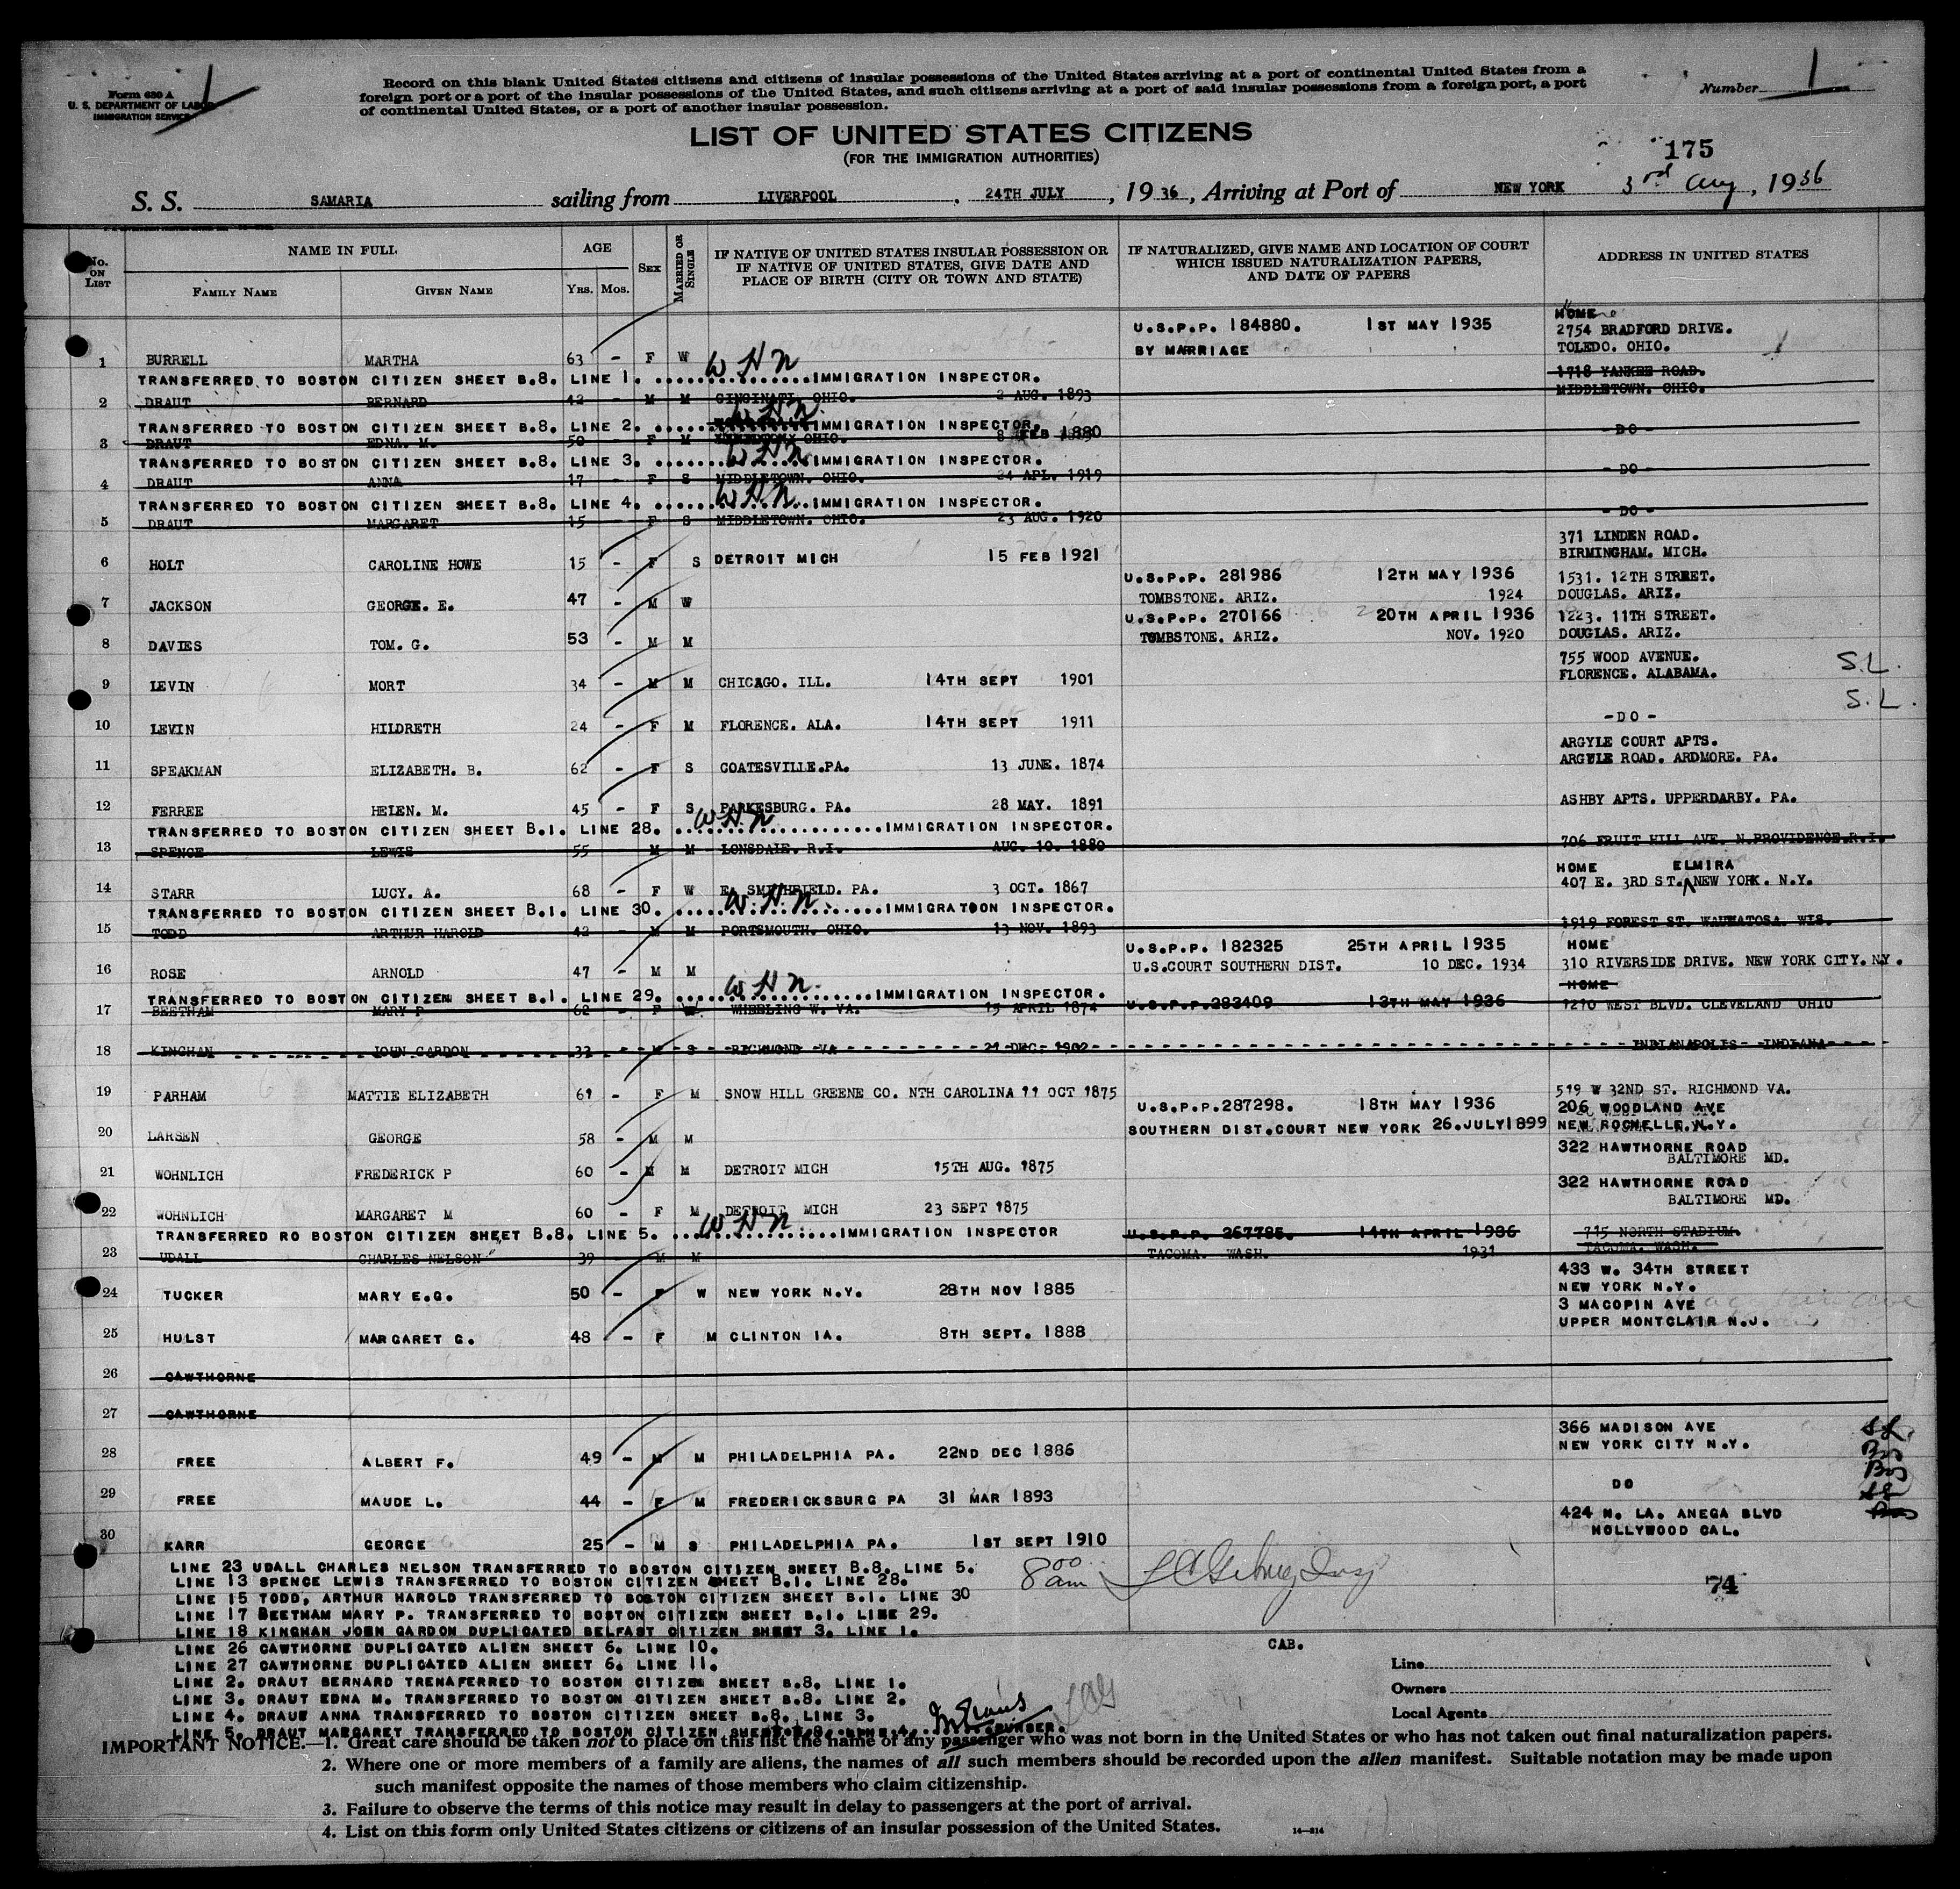 Form 630 A
U. S. DEPARTMENT OF LABOR
IMMIGRATION SERVICE
Record on this blank United States citizens and citizens of insular possessions of the United States arriving at a port of continental United States from a
foreign port or a port of the insular possessions of the United States, and such citizens arriving at a port of said insular possessions from a foreign port, a port
of continental United States, or a port of another insular possession.
Number 1
LIST OF UNITED STATES CITIZENS
(FOR THE IMMIGRATION AUTHORITIES)
175
S. S. SAMARIA sailing from LIVERPOOL, 24TH JULY, 1936, Arriving at Port of NEW YORK 3rd Aug, 1936
No. ON LIST
NAME IN FULL
FAMILY NAME
GIVEN NAME
AGE
YRS. MOS.
SEX
MARRIED OR SINGLE
IF NATIVE OF UNITED STATES INSULAR POSSESSION OR
IF NATIVE OF UNITED STATES, GIVE DATE AND
PLACE OF BIRTH (CITY OR TOWN AND STATE)
IF NATURALIZED, GIVE NAME AND LOCATION OF COURT
WHICH ISSUED NATURALIZATION PAPERS,
AND DATE OF PAPERS
ADDRESS IN UNITED STATES
HOME
U.S.P.P. 184880. 1ST MAY 1935 2754 BRADFORD DRIVE.
BY MARRIAGE TOLEDO. OHIO.
1 BURRELL MARTHA 63 - F W
TRANSFERRED TO BOSTON CITIZEN SHEET B.8. LINE 1. W H N IMMIGRATION INSPECTOR. 1718 YANKEE ROAD.
MIDDLETOWN. OHIO.
2 DRAUT BERNARD 42 - M M CINCINATI. OHIO. 2 AUG. 1893
TRANSFERRED TO BOSTON CITIZEN SHEET B.8. LINE 2. W.H.N. IMMIGRATION INSPECTOR.
3 DRAUT EDNA. M. 50 - F M OHIO. 8 FEB 1880 -DO-
TRANSFERRED TO BOSTON CITIZEN SHEET B.8. LINE 3. W.H.N. IMMIGRATION INSPECTOR.
4 DRAUT ANNA 17 - F S MIDDLETOWN. OHIO. 24 APL. 1919 -DO-
TRANSFERRED TO BOSTON CITIZEN SHEET B.8. LINE 4. W.H.N. IMMIGRATION INSPECTOR.
5 DRAUT MARGARET 15 - F S MIDDLETOWN. OHIO. 23 AUG. 1920 -DO-
371 LINDEN ROAD.
6 HOLT CAROLINE HOWE 15 - F S DETROIT MICH 15 FEB 1921 BIRMINGHAM. MICH.
U.S.P.P. 281986 12TH MAY 1936 1531. 12TH STREET.
7 JACKSON GEORGE. E. 47 - M W TOMBSTONE. ARIZ. 1924 DOUGLAS. ARIZ.
U.S.P.P. 270166 20TH APRIL 1936 1223. 11TH STREET.
8 DAVIES TOM. G. 53 - M M TOMBSTONE. ARIZ. NOV. 1920 DOUGLAS. ARIZ.
755 WOOD AVENUE. S.L.
9 LEVIN MORT 34 - M M CHICAGO. ILL. 14TH SEPT 1901 FLORENCE. ALABAMA.
S.L.
10 LEVIN HILDRETH 24 - F M FLORENCE. ALA. 14TH SEPT 1911 -DO-
ARGYLE COURT APTS.
11 SPEAKMAN ELIZABETH. B. 62 - F S COATESVILLE.PA. 13 JUNE. 1874 ARGYLE ROAD. ARDMORE. PA.
12 FERREE HELEN. M. 45 - F S PARKESBURG. PA. 28 MAY. 1891 ASHBY APTS. UPPERDARBY. PA.
TRANSFERRED TO BOSTON CITIZEN SHEET B.1. LINE 28. W H N IMMIGRATION INSPECTOR.
13 SPENCE LEWIS 55 M M LONSDALE. R.I. AUG. 10. 1880 706 FRUIT HILL AVE. N.PROVIDENCE.R.I.
HOME ELMIRA
14 STARR LUCY. A. 68 - F W EA SMITHFIELD. PA. 3 OCT. 1867 407 E. 3RD ST. NEW YORK. N.Y.
TRANSFERRED TO BOSTON CITIZEN SHEET B.1. LINE 30. W.H.N. IMMIGRATION INSPECTOR.
15 TODD ARTHUR HAROLD 42 - M M PORTSMOUTH. OHIO. 13 NOV. 1893 1919 FOREST ST. WAUWATOSA. WIS.
U.S.P.P. 182325 25TH APRIL 1935 HOME
16 ROSE ARNOLD 47 - M M U.S.COURT SOUTHERN DIST. 10 DEC. 1934 310 RIVERSIDE DRIVE. NEW YORK CITY. N.Y.
TRANSFERRED TO BOSTON CITIZEN SHEET B.1. LINE 29. W H N. IMMIGRATION INSPECTOR. HOME
17 BEETHAM MARY P 62 - F W WHEELING W. VA. 15 APRIL 1874 U.S.P.P.283409 13TH MAY 1936 1210 WEST BLVD. CLEVELAND OHIO
18 KINGHAN JOHN GARDON 33 - M S RICHMOND VA 21 DEC. 1902 INDIANAPOLIS INDIANA
19 PARHAM MATTIE ELIZABETH 61 - F M SNOW HILL GREENE CO. NTH CAROLINA 11 OCT 1875 519 W 32ND ST. RICHMOND VA.
U.S.P.P.287298. 18TH MAY 1936 206 WOODLAND AVE
20 LARSEN GEORGE 58 - M M SOUTHERN DIST.COURT NEW YORK 26.JULY1899 NEW ROCHELLE.N.Y.
322 HAWTHORNE ROAD
21 WOHNLICH FREDERICK P 60 - M M DETROIT MICH 15TH AUG. 1875 BALTIMORE MD.
322 HAWTHORNE ROAD
22 WOHNLICH MARGARET M 60 - F M DETROIT MICH 23 SEPT 1875 BALTIMORE MD.
TRANSFERRED RO BOSTON CITIZEN SHEET B.8. LINE 5. W H N. IMMIGRATION INSPECTOR U.S.P.P. 267785. 14TH APRIL 1936 715 NORTH STADIUM.
23 UDALL CHARLES NELSON 39 M M TACOMA. WASH. 1931 TACOMA. WASH.
433 W. 34TH STREET
24 TUCKER MARY E.G. 50 - F W NEW YORK N.Y. 28TH NOV 1885 NEW YORK N.Y.
3 MACOPIN AVE
25 HULST MARGARET G. 48 - F M CLINTON IA. 8TH SEPT. 1888 UPPER MONTCLAIR N.J.
26 CAWTHORNE
27 CAWTHORNE
366 MADISON AVE
28 FREE ALBERT F. 49 - M M PHILADELPHIA PA. 22ND DEC 1886 NEW YORK CITY N.Y.
29 FREE MAUDE L. 44 - F M FREDERICKSBURG PA 31 MAR 1893 DO
424 N. LA. ANEGA BLVD
30 KARR GEORGE 25 - M S PHILADELPHIA PA. 1ST SEPT 1910 HOLLYWOOD CAL.
LINE 23 UDALL CHARLES NELSON TRANSFERRED TO BOSTON CITIZEN SHEET B.8. LINE 5.
LINE 13 SPENCE LEWIS TRANSFERRED TO BOSTON CITIZEN SHEET B.1. LINE 28. 8 00 am 74
LINE 15 TODD, ARTHUR HAROLD TRANSFERRED TO BOSTON CITIZEN SHEET B.1. LINE 30
LINE 17 BEETHAM MARY P. TRANSFERRED TO BOSTON CITIZEN SHEET B.1. LINE 29.
LINE 18 KINGHAN JOHN GARDON DUPLICATED BELFAST CITIZEN SHEET 3. LINE 1.
LINE 26 CAWTHORNE DUPLICATED ALIEN SHEET 6. LINE 10. CAB.
LINE 27 CAWTHORNE DUPLICATED ALIEN SHEET 6. LINE 11. Line
LINE 2. DRAUT BERNARD TRENAFERRED TO BOSTON CITIZEN SHEET B.8. LINE 1.
LINE 3. DRAUT EDNA M. TRANSFERRED TO BOSTON CITIZEN SHEET B.8. LINE 2. Owners
LINE 4. DRAUE ANNA TRANSFERRED TO BOSTON CITIZEN SHEET B.8. LINE 3. Local Agents
LINE 5. DRAUT MARGARET TRANSFERRED TO BOSTON CITIZEN SHEET B.8. LINE 4.
IMPORTANT NOTICE.—1. Great care should be taken not to place on this list the name of any passenger who was not born in the United States or who has not taken out final naturalization papers.
2. Where one or more members of a family are aliens, the names of all such members should be recorded upon the alien manifest. Suitable notation may be made upon
such manifest opposite the names of those members who claim citizenship.
3. Failure to observe the terms of this notice may result in delay to passengers at the port of arrival.
4. List on this form only United States citizens or citizens of an insular possession of the United States.
14—814